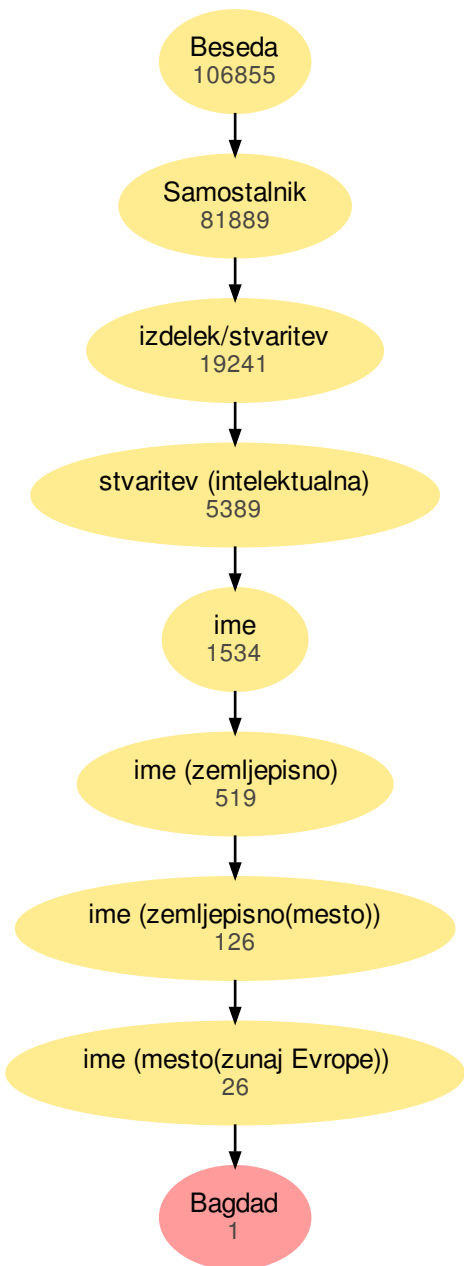 Beseda
106855
Samostalnik
81889
izdelek/stvaritev
19241
stvaritev (intelektualna)
5389
ime
1534
ime (zemljepisno)
519
ime (zemljepisno(mesto))
126
ime (mesto(zunaj Evrope))
26
Bagdad
1